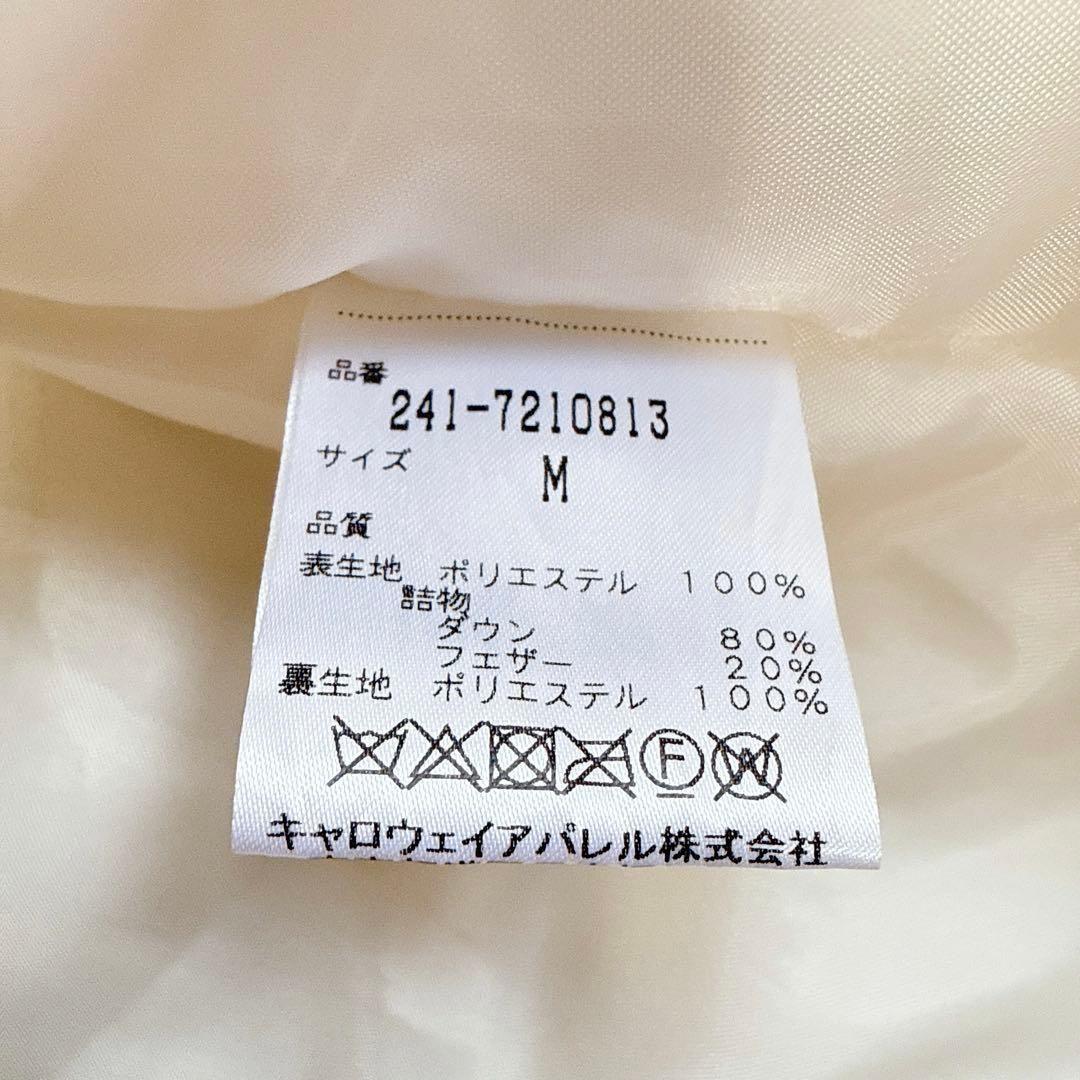 品番
241-7210813
サイズ
M
品質
表生地 ポリエステル 100%
詰物
ダウン 80%
フェザー 20%
裏生地 ポリエステル 100%
F W
キャロウェイアパレル株式会社